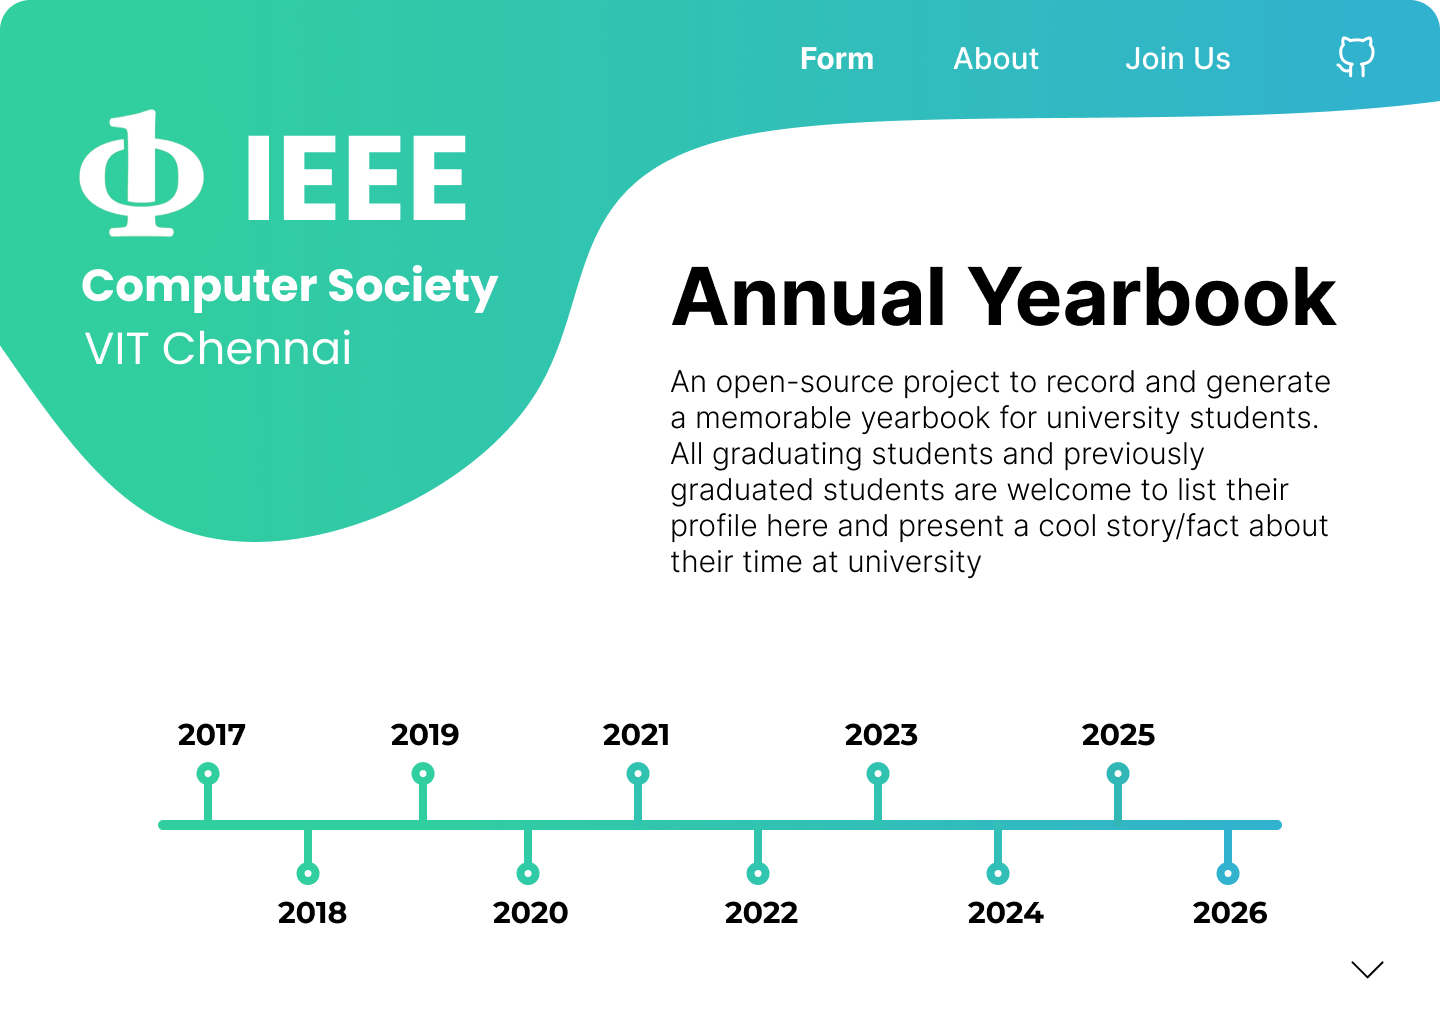 Form About Join Us
IEEE
Computer Society
VIT Chennai
Annual Yearbook
An open-source project to record and generate
a memorable yearbook for university students.
All graduating students and previously
graduated students are welcome to list their
profile here and present a cool story/fact about
their time at university
2017 2019 2021 2023 2025
2018 2020 2022 2024 2026